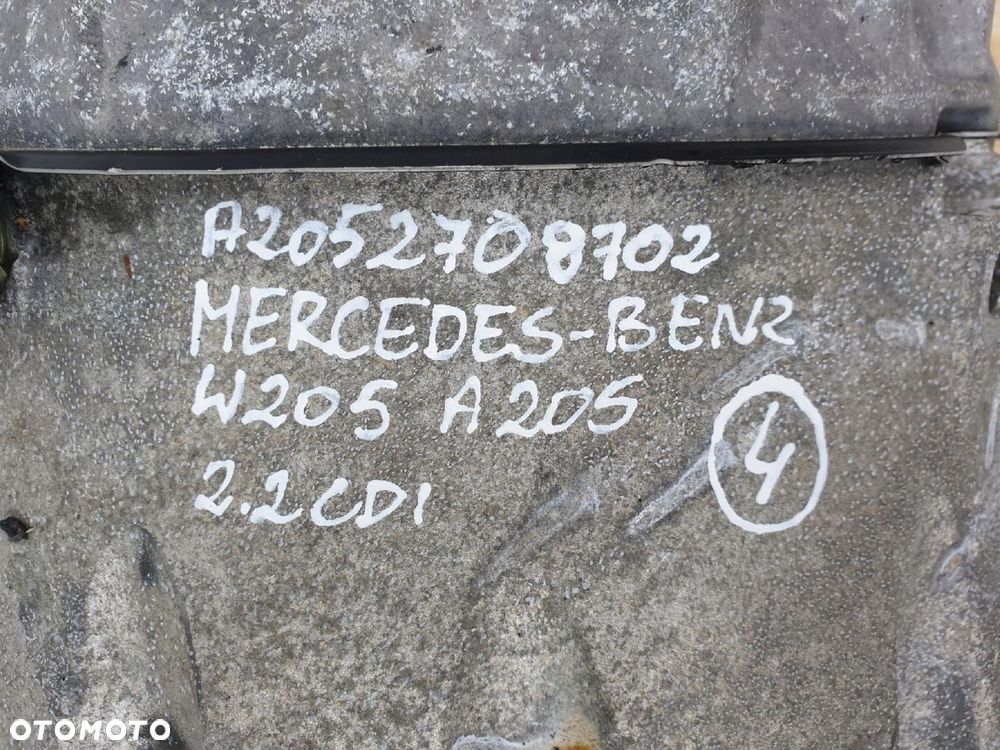 A2052708702
MERCEDES-BENZ
W205 A205
2.2CDI
4
OTOMOTO